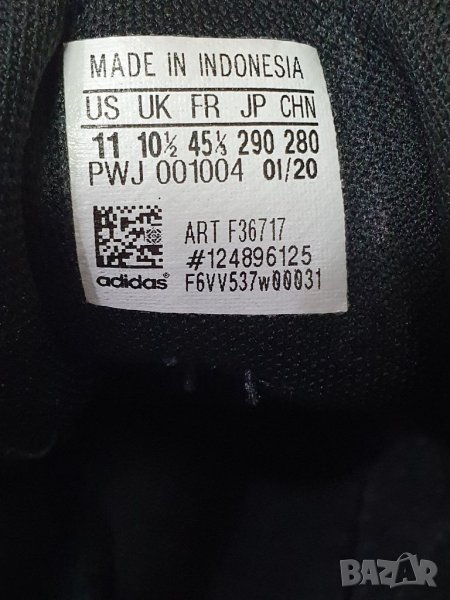 MADE IN INDONESIA
US UK FR JP CHN
11 10½ 45⅓ 290 280
PWJ 001004 01/20
ART F36717
#124896125
adidas® F6VV537w00031
BAZAR